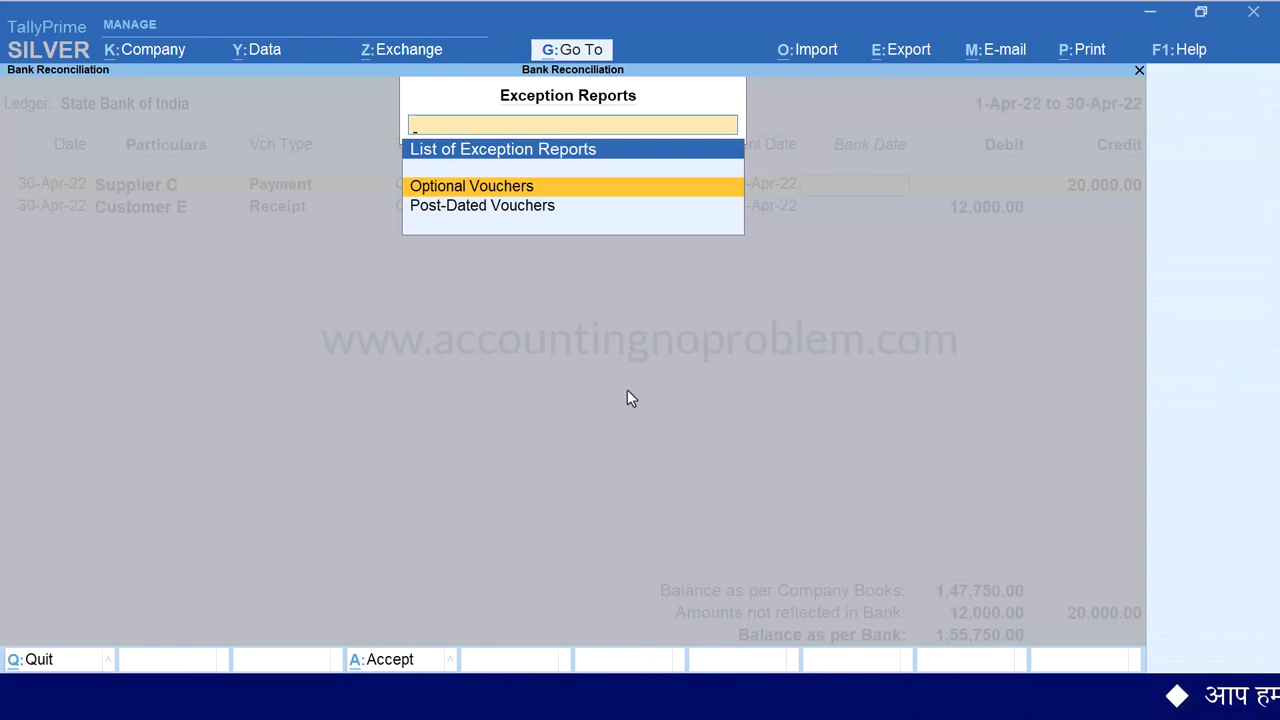 TallyPrime MANAGE
SILVER K:Company Y:Data Z:Exchange G:Go To O:Import E:Export M:E-mail P:Print F1:Help
Bank Reconciliation Bank Reconciliation
Exception Reports
Ledger: State Bank of India 1-Apr-22 to 30-Apr-22
List of Exception Reports
Date Particulars Vch Type Date Bank Date Debit Credit
30-Apr-22 Supplier C Payment -Apr-22 20,000.00
Optional Vouchers
30-Apr-22 Customer E Receipt -Apr-22 12,000.00
Post-Dated Vouchers
www.accountingnoproblem.com
Balance as per Company Books: 1,47,750.00
Amounts not reflected in Bank: 12,000.00 20,000.00
Balance as per Bank: 1,55,750.00
Q:Quit A:Accept
आप हम